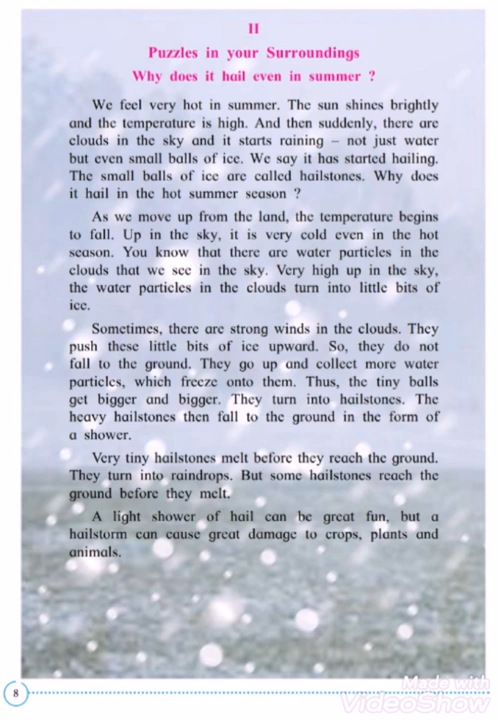 II
Puzzles in your Surroundings
Why does it hail even in summer ?
We feel very hot in summer. The sun shines brightly
and the temperature is high. And then suddenly, there are
clouds in the sky and it starts raining – not just water
but even small balls of ice. We say it has started hailing.
The small balls of ice are called hailstones. Why does
it hail in the hot summer season ?
As we move up from the land, the temperature begins
to fall. Up in the sky, it is very cold even in the hot
season. You know that there are water particles in the
clouds that we see in the sky. Very high up in the sky,
the water particles in the clouds turn into little bits of
ice.
Sometimes, there are strong winds in the clouds. They
push these little bits of ice upward. So, they do not
fall to the ground. They go up and collect more water
particles, which freeze onto them. Thus, the tiny balls
get bigger and bigger. They turn into hailstones. The
heavy hailstones then fall to the ground in the form of
a shower.
Very tiny hailstones melt before they reach the ground.
They turn into raindrops. But some hailstones reach the
ground before they melt.
A light shower of hail can be great fun, but a
hailstorm can cause great damage to crops, plants and
animals.
8
Made with
VideoShow